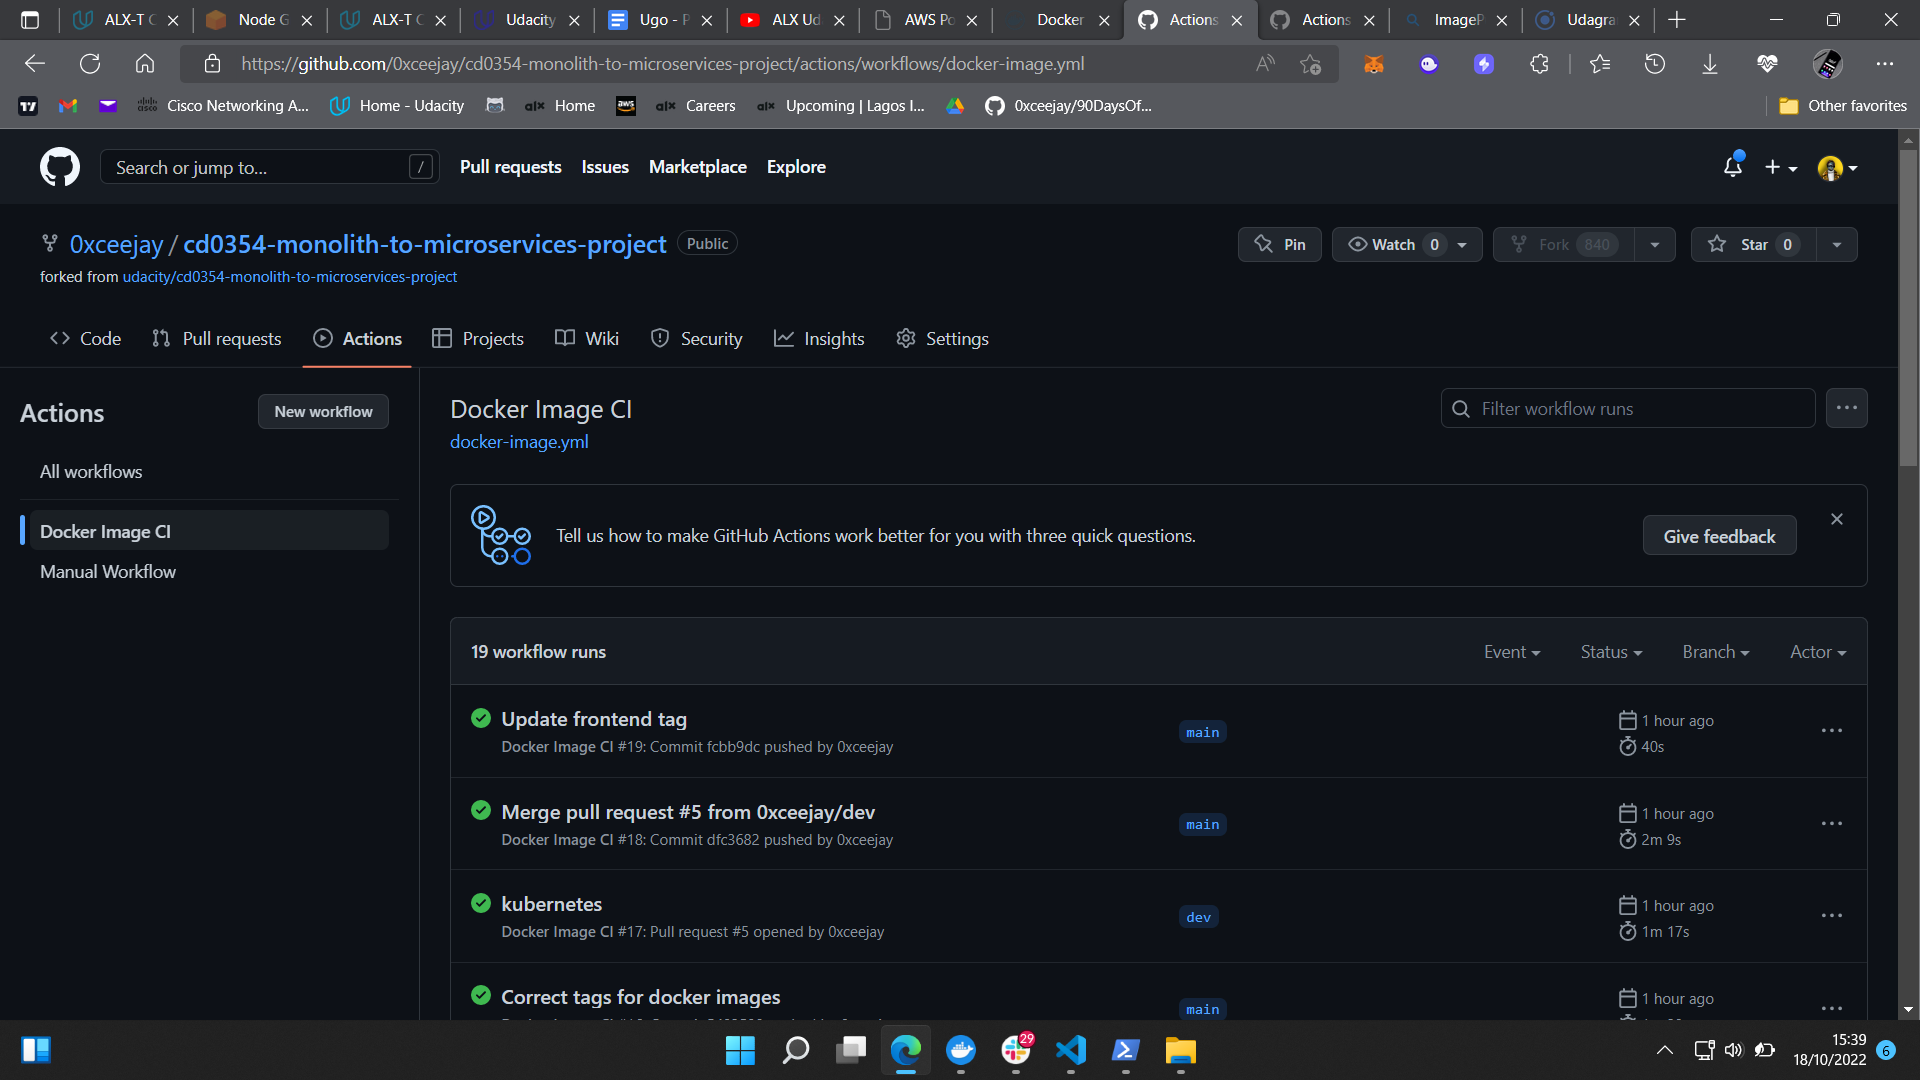 ALX-T C
Node G
ALX-T C
Udacity
Ugo - P
ALX Ud
AWS Po
Docker
Actions
Actions
ImageP
Udagra
https://github.com/0xceejay/cd0354-monolith-to-microservices-project/actions/workflows/docker-image.yml
Cisco Networking A...
Home - Udacity
alx Home
aws
alx Careers
alx Upcoming | Lagos I...
0xceejay/90DaysOf...
Other favorites
Search or jump to...
/
Pull requests
Issues
Marketplace
Explore
0xceejay / cd0354-monolith-to-microservices-project
Public
Pin
Watch 0
Fork 840
Star 0
forked from udacity/cd0354-monolith-to-microservices-project
Code
Pull requests
Actions
Projects
Wiki
Security
Insights
Settings
Actions
New workflow
All workflows
Docker Image CI
Manual Workflow
Docker Image CI
docker-image.yml
Filter workflow runs
Tell us how to make GitHub Actions work better for you with three quick questions.
Give feedback
19 workflow runs
Event
Status
Branch
Actor
Update frontend tag
Docker Image CI #19: Commit fcbb9dc pushed by 0xceejay
main
1 hour ago
40s
Merge pull request #5 from 0xceejay/dev
Docker Image CI #18: Commit dfc3682 pushed by 0xceejay
main
1 hour ago
2m 9s
kubernetes
Docker Image CI #17: Pull request #5 opened by 0xceejay
dev
1 hour ago
1m 17s
Correct tags for docker images
main
1 hour ago
29
15:39
18/10/2022
6